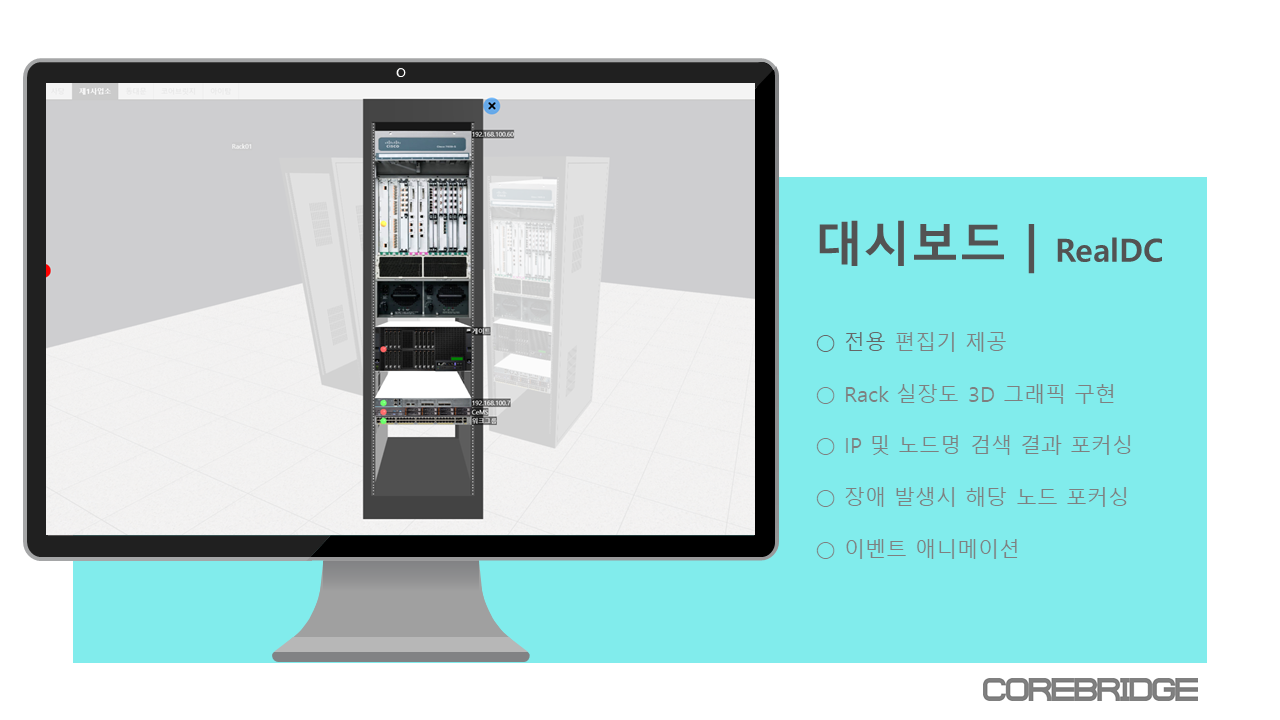 제1사업소
Rack01
192.168.100.60
CISCO
게이트
192.168.100.7
CeMS
워크그룹
대시보드 | RealDC
○ 전용 편집기 제공
○ Rack 실장도 3D 그래픽 구현
○ IP 및 노드명 검색 결과 포커싱
○ 장애 발생시 해당 노드 포커싱
○ 이벤트 애니메이션
COREBRIDGE